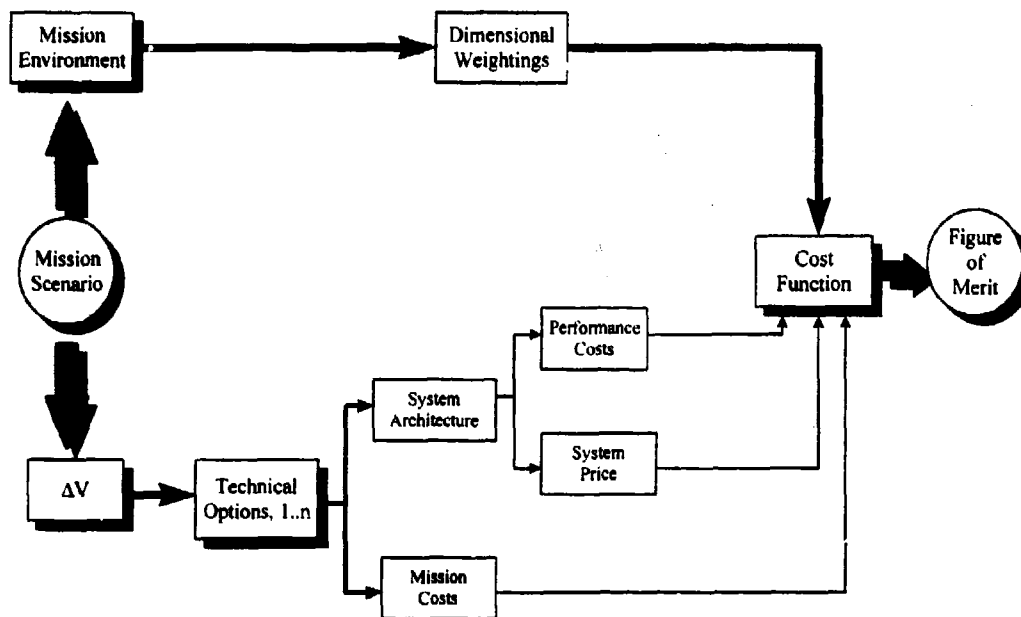 Mission
Environment
Dimensional
Weightings
Mission
Scenario
Cost
Function
Figure
of
Merit
Performance
Costs
System
Architecture
System
Price
ΔV
Technical
Options, 1..n
Mission
Costs